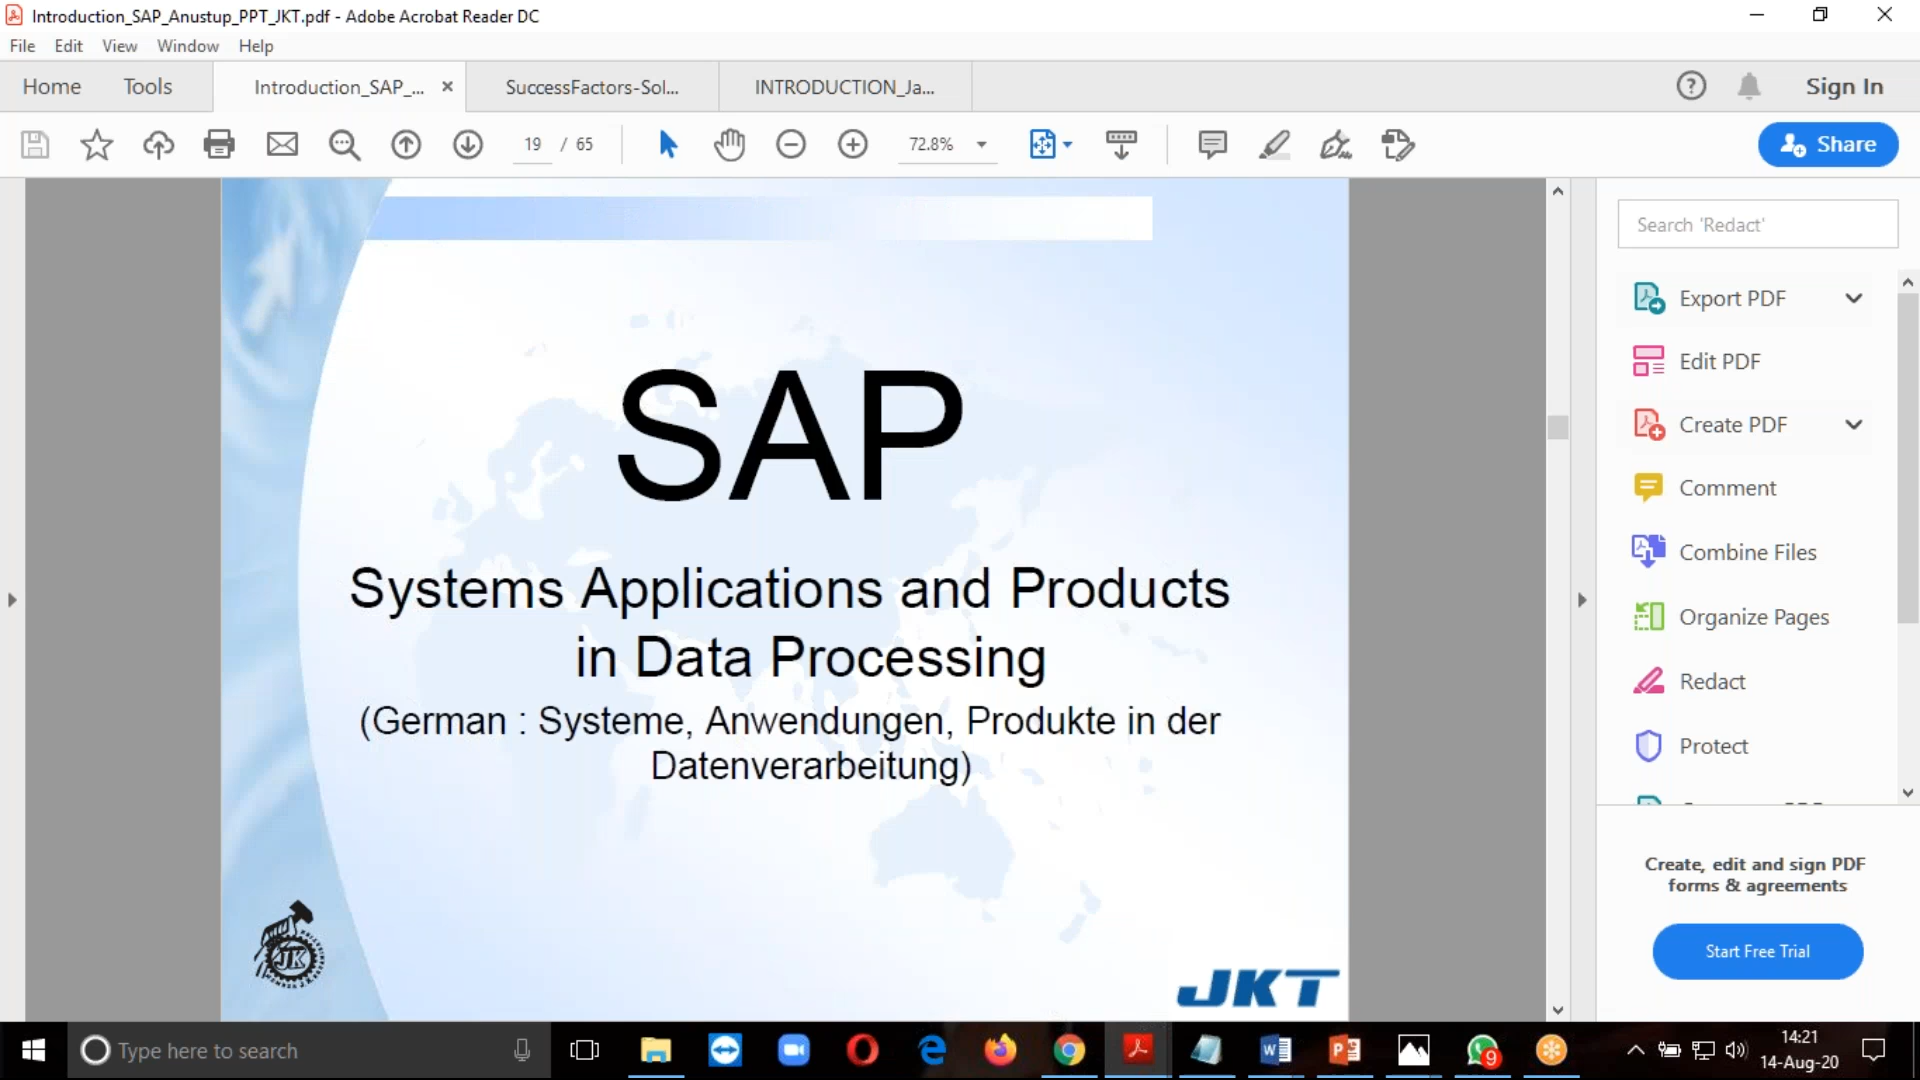 Introduction_SAP_Anustup_PPT_JKT.pdf - Adobe Acrobat Reader DC
File Edit View Window Help
Home Tools Introduction_SAP_... × SuccessFactors-Sol... INTRODUCTION_Ja... Sign In
19 / 65 72.8% Share
Search 'Redact'
Export PDF
Edit PDF
Create PDF
Comment
Combine Files
Organize Pages
Redact
Protect
Create, edit and sign PDF
forms & agreements
Start Free Trial
SAP
Systems Applications and Products
in Data Processing
(German : Systeme, Anwendungen, Produkte in der
Datenverarbeitung)
JK
JKT
Type here to search
9
14:21
14-Aug-20